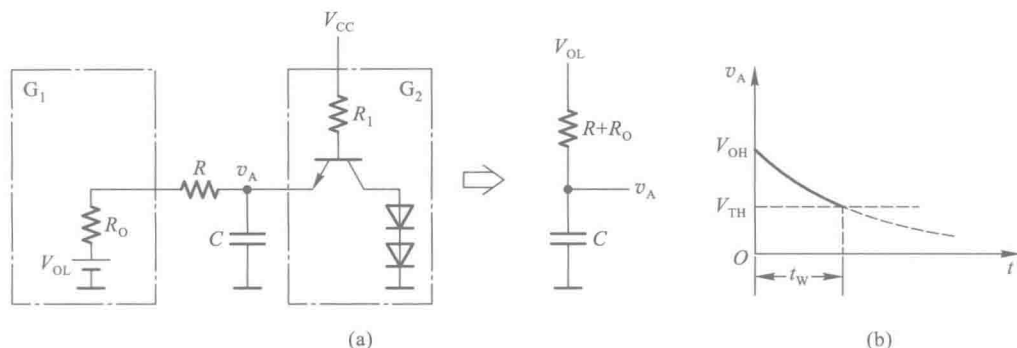 G₁
R_O
V_OL
R
v_A
C
V_CC
G₂
R₁
V_OL
R+R_O
v_A
C
(a)
v_A
V_OH
V_TH
O
t_W
t
(b)